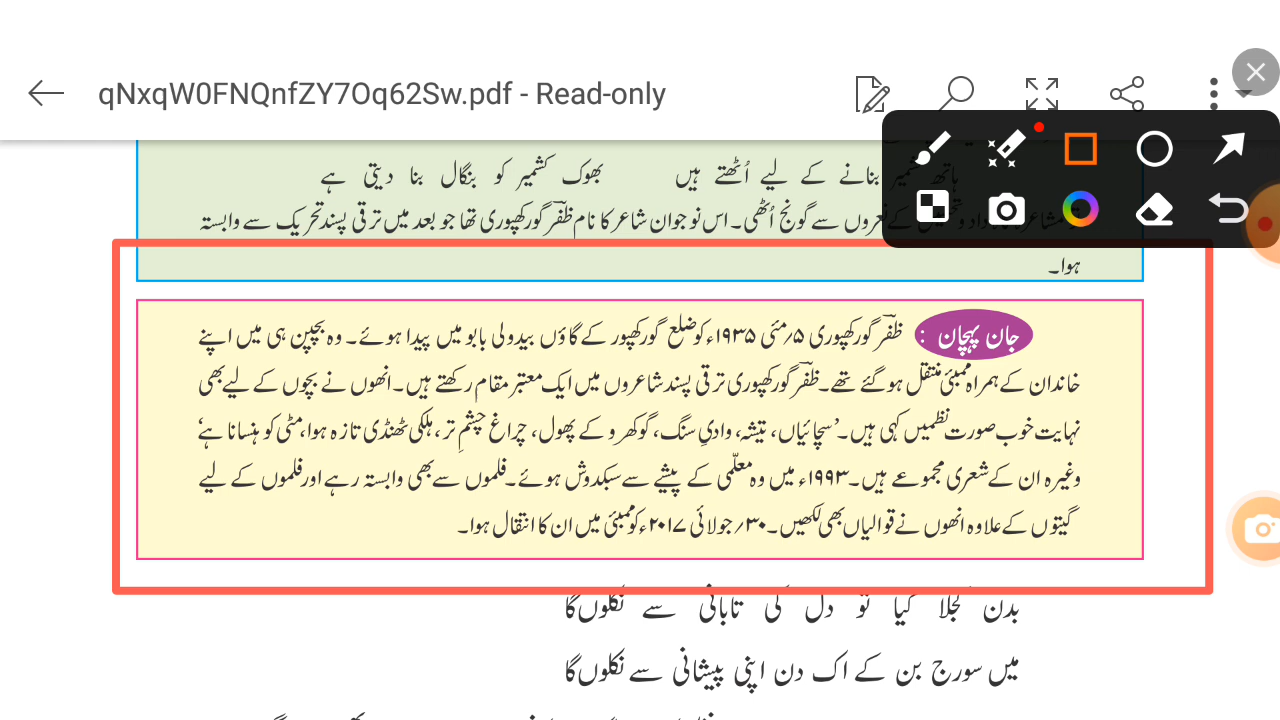 qNxqW0FNQnfZY7Oq62Sw.pdf - Read-only
ہاتھ کشمیر بنانے کے لیے اُٹھتے ہیں بھوک کشمیر کو بنگال بنا دیتی ہے
کے نعروں سے گونج اُٹھی۔ اس نوجوان شاعر کا نام ظفرؔ گورکھپوری تھا جو بعد میں ترقی پسند تحریک سے وابستہ
ہوا۔
جان پہچان : ظفرؔ گورکھپوری ۵؍مئی ۱۹۳۵ء کو ضلع گورکھپور کے گاؤں بیدولی بابو میں پیدا ہوئے۔ وہ بچپن ہی میں اپنے
خاندان کے ہمراہ ممبئی منتقل ہوگئے تھے۔ ظفرؔ گورکھپوری ترقی پسند شاعروں میں ایک معتبر مقام رکھتے ہیں۔ انھوں نے بچوں کے لیے بھی
نہایت خوب صورت نظمیں کہی ہیں۔ ’سچائیاں، تیشہ، وادیِ سنگ، گوکھرو کے پھول، چراغِ چشمِ تر، ہلکی ٹھنڈی تازہ ہوا، مٹی کو ہنسانا ہے‘
وغیرہ ان کے شعری مجموعے ہیں۔ ۱۹۹۳ء میں وہ معلّمی کے پیشے سے سبکدوش ہوئے۔ فلموں سے بھی وابستہ رہے اور فلموں کے لیے
گیتوں کے علاوہ انھوں نے قوالیاں بھی لکھیں۔ ۳۰؍ جولائی ۲۰۱۷ء کو ممبئی میں ان کا انتقال ہوا۔
بدن کجلا گیا تو دل کی تابانی سے نکلوں گا
میں سورج بن کے اک دن اپنی پیشانی سے نکلوں گا